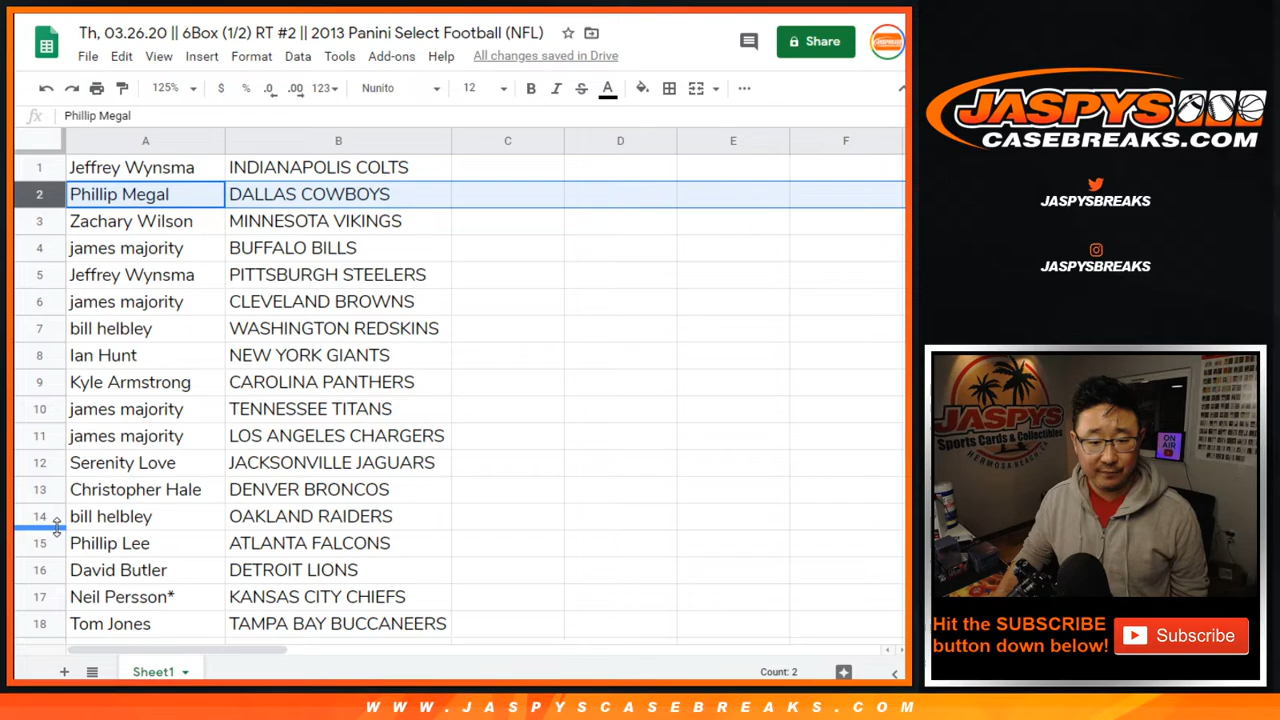 Th, 03.26.20 || 6Box (1/2) RT #2 || 2013 Panini Select Football (NFL)
File Edit View Insert Format Data Tools Add-ons Help All changes saved in Drive
Share
125% $ % .0 .00 123 Nunito 12 B I S A
fx Phillip Megal
A B C D E F
1 Jeffrey Wynsma INDIANAPOLIS COLTS
2 Phillip Megal DALLAS COWBOYS
3 Zachary Wilson MINNESOTA VIKINGS
4 james majority BUFFALO BILLS
5 Jeffrey Wynsma PITTSBURGH STEELERS
6 james majority CLEVELAND BROWNS
7 bill helbley WASHINGTON REDSKINS
8 Ian Hunt NEW YORK GIANTS
9 Kyle Armstrong CAROLINA PANTHERS
10 james majority TENNESSEE TITANS
11 james majority LOS ANGELES CHARGERS
12 Serenity Love JACKSONVILLE JAGUARS
13 Christopher Hale DENVER BRONCOS
14 bill helbley OAKLAND RAIDERS
15 Phillip Lee ATLANTA FALCONS
16 David Butler DETROIT LIONS
17 Neil Persson* KANSAS CITY CHIEFS
18 Tom Jones TAMPA BAY BUCCANEERS
Sheet1
Count: 2
JASPYS
CASEBREAKS.COM
JASPYSBREAKS
JASPYSBREAKS
JASPYS
Sports Cards & Collectibles
HERMOSA BEACH, CA
ON AIR
Hit the SUBSCRIBE
button down below!
Subscribe
WWW.JASPYSCASEBREAKS.COM